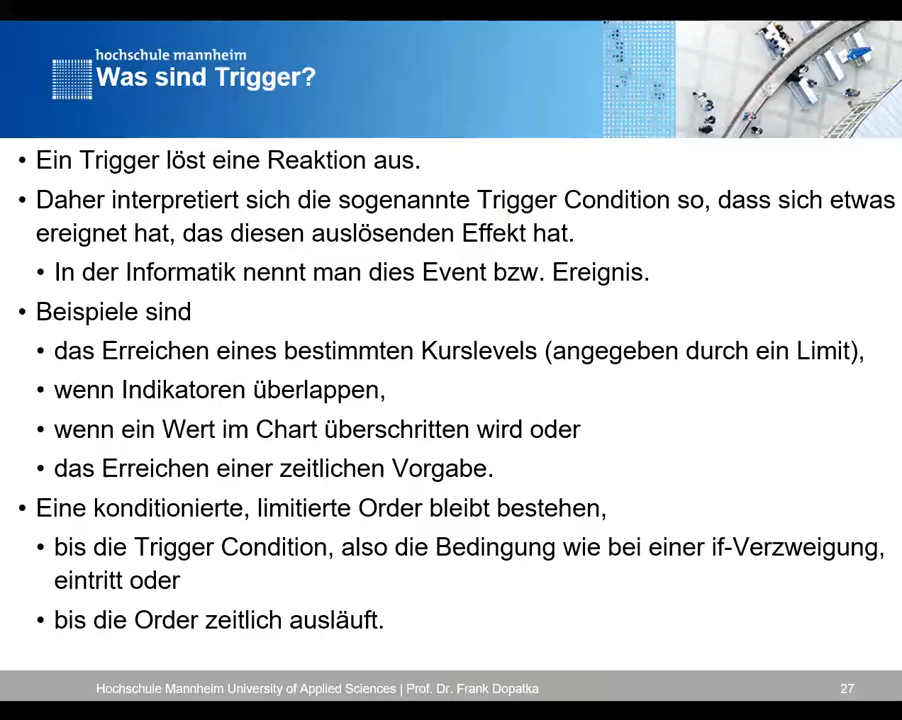 hochschule mannheim
Was sind Trigger?
• Ein Trigger löst eine Reaktion aus.
• Daher interpretiert sich die sogenannte Trigger Condition so, dass sich etwas
ereignet hat, das diesen auslösenden Effekt hat.
• In der Informatik nennt man dies Event bzw. Ereignis.
• Beispiele sind
• das Erreichen eines bestimmten Kurslevels (angegeben durch ein Limit),
• wenn Indikatoren überlappen,
• wenn ein Wert im Chart überschritten wird oder
• das Erreichen einer zeitlichen Vorgabe.
• Eine konditionierte, limitierte Order bleibt bestehen,
• bis die Trigger Condition, also die Bedingung wie bei einer if-Verzweigung,
eintritt oder
• bis die Order zeitlich ausläuft.
Hochschule Mannheim University of Applied Sciences | Prof. Dr. Frank Dopatka
27